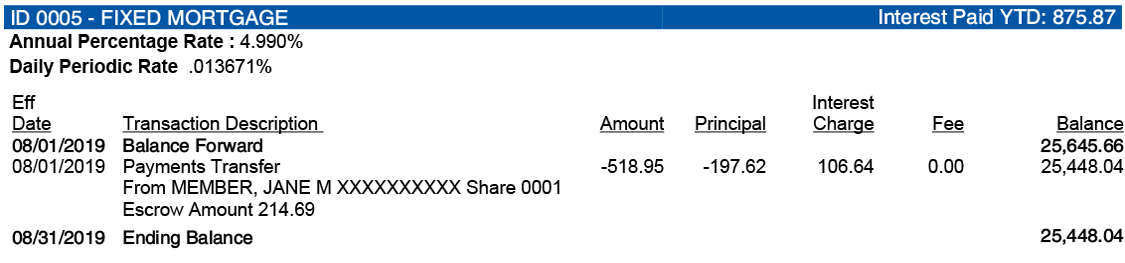 ID 0005 - FIXED MORTGAGE Interest Paid YTD: 875.87
Annual Percentage Rate : 4.990%
Daily Periodic Rate .013671%
Eff Interest
Date Transaction Description Amount Principal Charge Fee Balance
08/01/2019 Balance Forward 25,645.66
08/01/2019 Payments Transfer -518.95 -197.62 106.64 0.00 25,448.04
From MEMBER, JANE M XXXXXXXXXX Share 0001
Escrow Amount 214.69
08/31/2019 Ending Balance 25,448.04